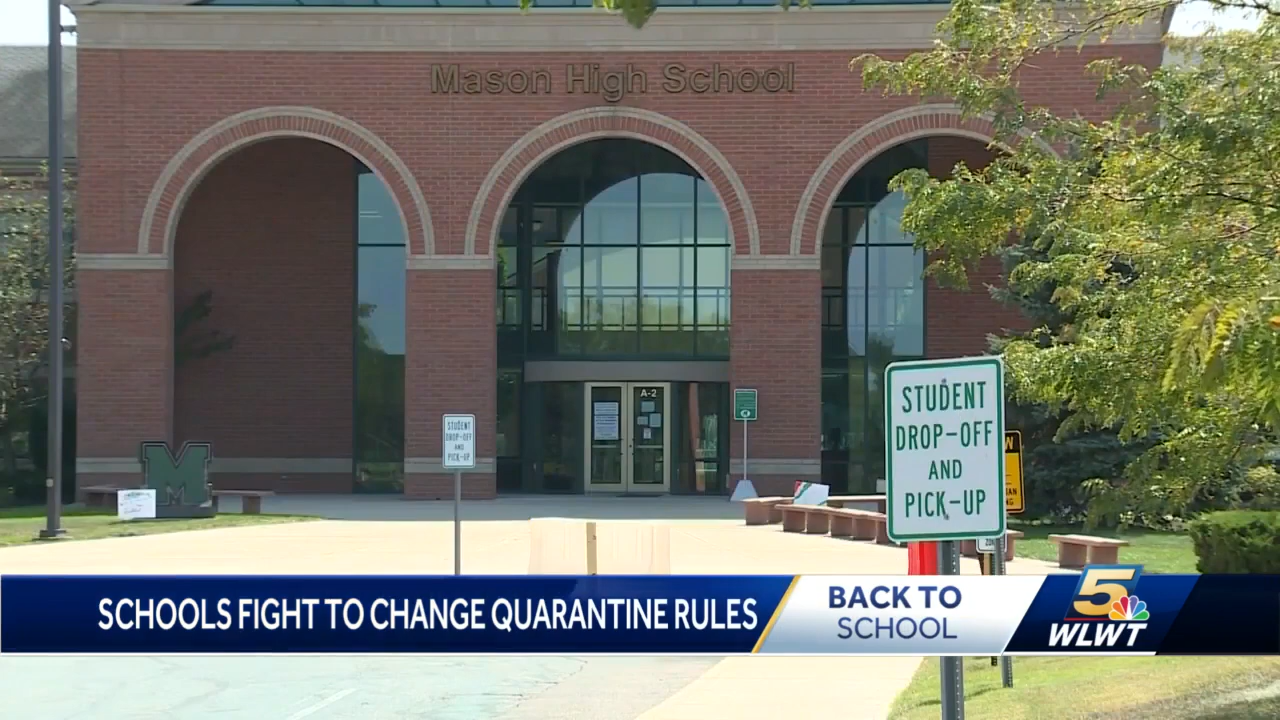 Mason High School
A-2
M
STUDENT
DROP-OFF
AND
PICK-UP
STUDENT
DROP-OFF
AND
PICK-UP
SCHOOLS FIGHT TO CHANGE QUARANTINE RULES
BACK TO
SCHOOL
5
WLWT